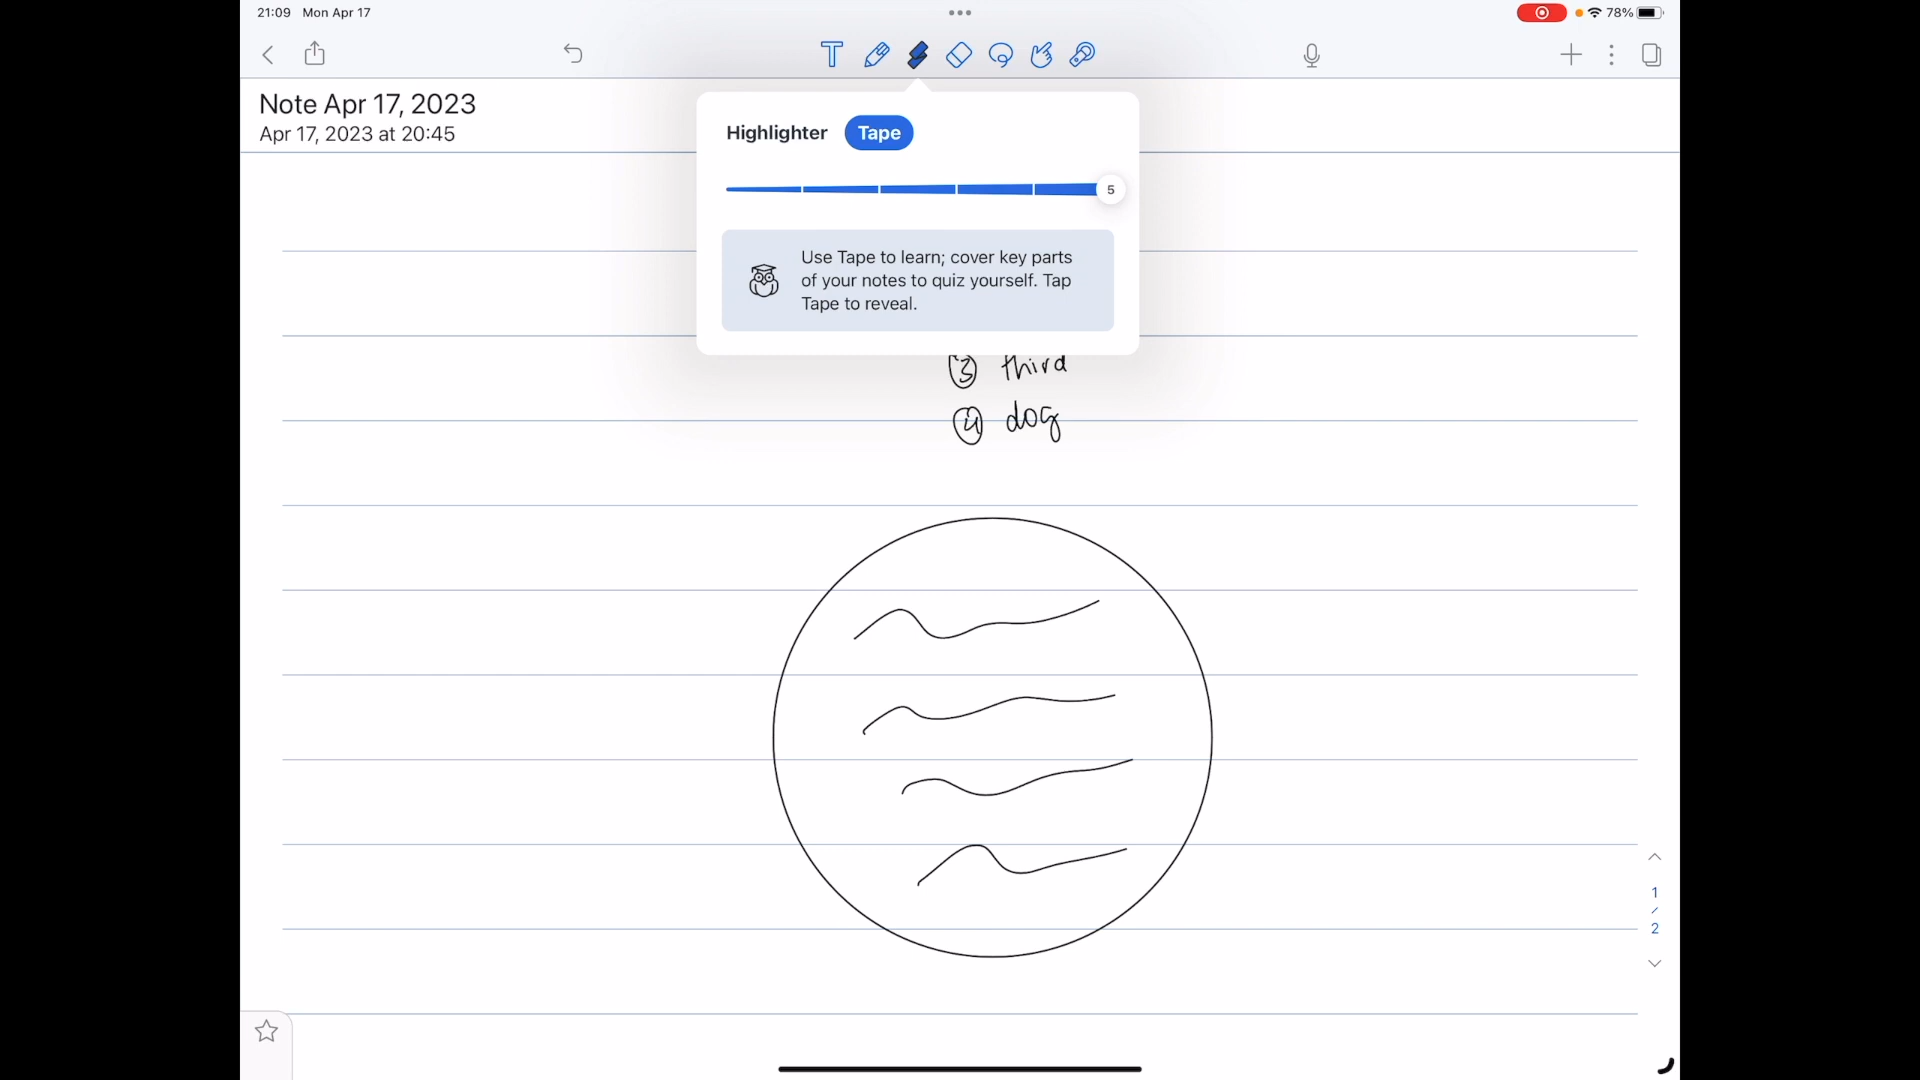 21:09 Mon Apr 17
78%
T
Note Apr 17, 2023
Apr 17, 2023 at 20:45
Highlighter Tape
5
Use Tape to learn; cover key parts
of your notes to quiz yourself. Tap
Tape to reveal.
③ third
④ dog
1
/
2